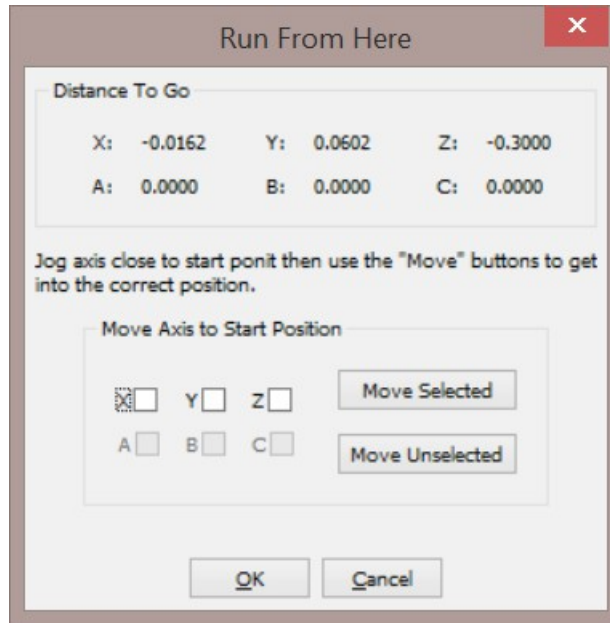 Run From Here
Distance To Go
X: -0.0162 Y: 0.0602 Z: -0.3000
A: 0.0000 B: 0.0000 C: 0.0000
Jog axis close to start ponit then use the "Move" buttons to get
into the correct position.
Move Axis to Start Position
X Y Z Move Selected
A B C Move Unselected
OK Cancel